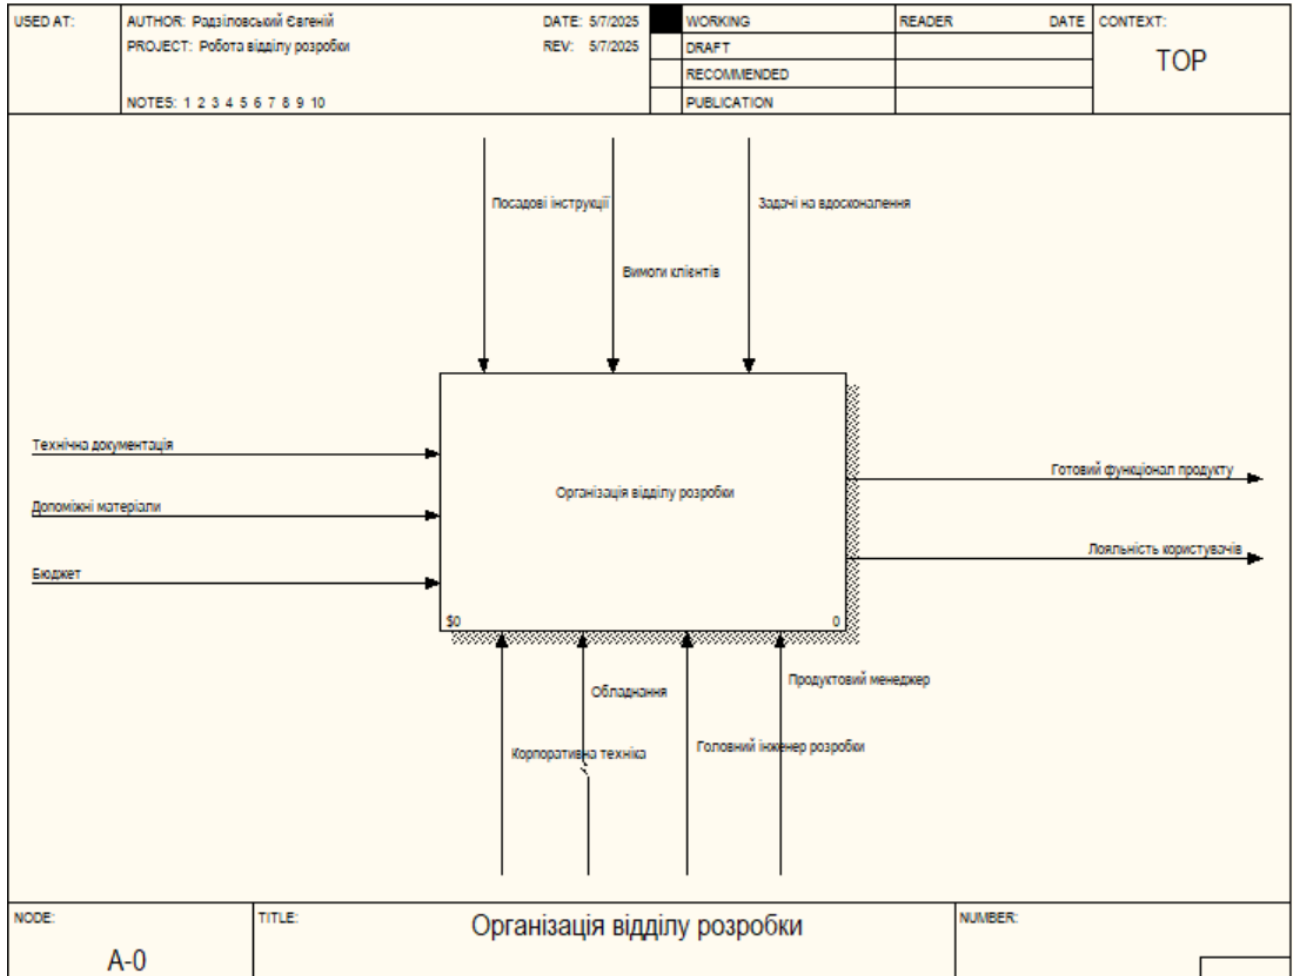 USED AT:
AUTHOR: Радзіловський Євгеній
DATE: 5/7/2025
PROJECT: Робота відділу розробки
REV: 5/7/2025
NOTES: 1 2 3 4 5 6 7 8 9 10
WORKING
DRAFT
RECOMMENDED
PUBLICATION
READER
DATE
CONTEXT:
TOP
Посадові інструкції
Задачі на вдосконалення
Вимоги клієнтів
Технічна документація
Допоміжні матеріали
Бюджет
Організація відділу розробки
$0
0
Готовий функціонал продукту
Лояльність користувачів
Продуктовий менеджер
Обладнання
Головний інженер розробки
Корпоративна техніка
NODE:
A-0
TITLE:
Організація відділу розробки
NUMBER: